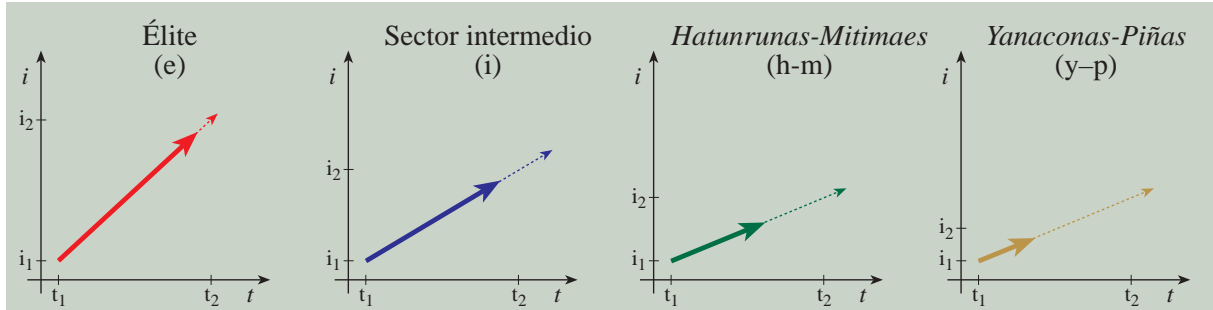 Élite
(e)
i
i2
i1
t1
t2
t
Sector intermedio
(i)
i
i2
i1
t1
t2
t
Hatunrunas-Mitimaes
(h-m)
i
i2
i1
t1
t2
t
Yanaconas-Piñas
(y–p)
i
i2
i1
t1
t2
t